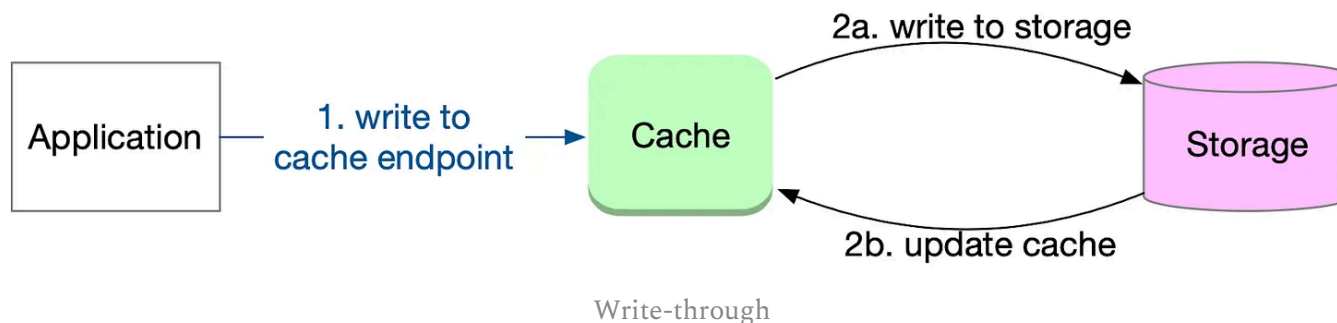 2a. write to storage
Application
1. write to
cache endpoint
Cache
Storage
2b. update cache
Write-through